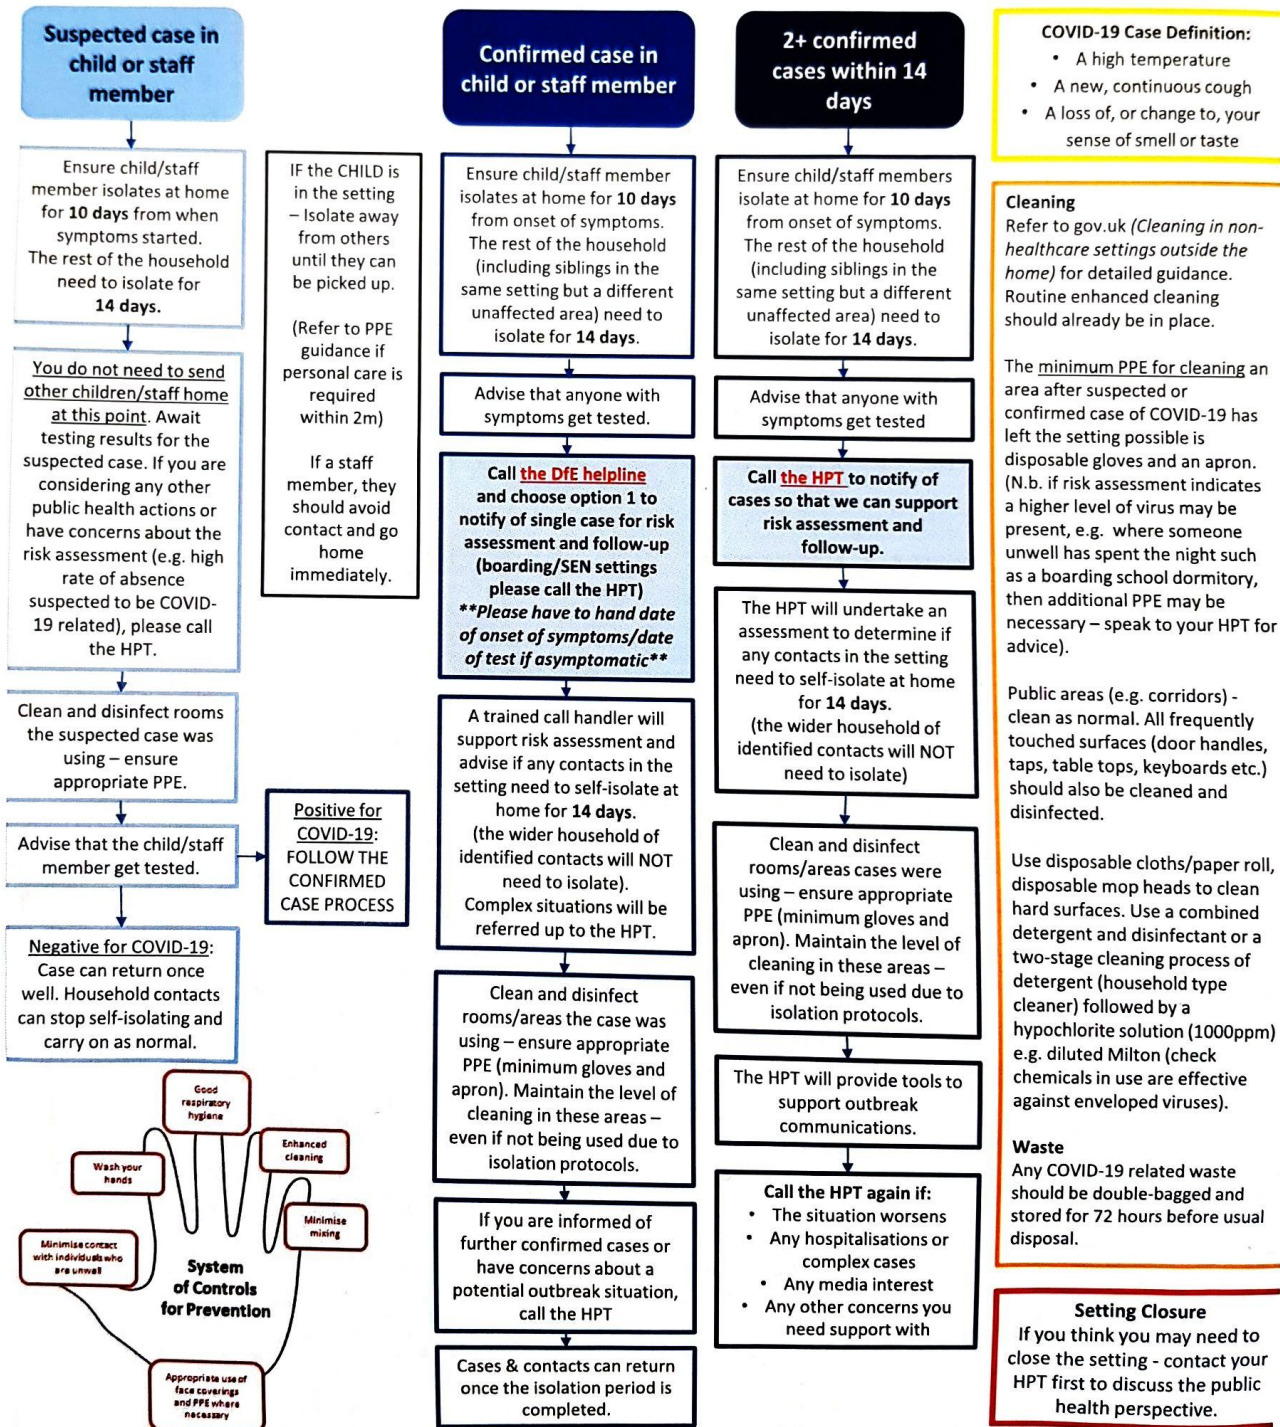 Suspected case in
child or staff
member
Ensure child/staff
member isolates at home
for 10 days from when
symptoms started.
The rest of the household
need to isolate for
14 days.
You do not need to send
other children/staff home
at this point. Await
testing results for the
suspected case. If you are
considering any other
public health actions or
have concerns about the
risk assessment (e.g. high
rate of absence
suspected to be COVID-
19 related), please call
the HPT.
Clean and disinfect rooms
the suspected case was
using – ensure
appropriate PPE.
Advise that the child/staff
member get tested.
Negative for COVID-19:
Case can return once
well. Household contacts
can stop self-isolating and
carry on as normal.
IF the CHILD is
in the setting
– Isolate away
from others
until they can
be picked up.
(Refer to PPE
guidance if
personal care is
required
within 2m)
If a staff
member, they
should avoid
contact and go
home
immediately.
Positive for
COVID-19:
FOLLOW THE
CONFIRMED
CASE PROCESS
Good
respiratory
hygiene
Wash your
hands
Enhanced
cleaning
Minimise contact
with individuals who
are unwell
Minimise
mixing
System
of Controls
for Prevention
Appropriate use of
face coverings
and PPE where
necessary
Confirmed case in
child or staff member
Ensure child/staff member
isolates at home for 10 days
from onset of symptoms.
The rest of the household
(including siblings in the
same setting but a different
unaffected area) need to
isolate for 14 days.
Advise that anyone with
symptoms get tested.
Call the DfE helpline
and choose option 1 to
notify of single case for risk
assessment and follow-up
(boarding/SEN settings
please call the HPT)
**Please have to hand date
of onset of symptoms/date
of test if asymptomatic**
A trained call handler will
support risk assessment and
advise if any contacts in the
setting need to self-isolate at
home for 14 days.
(the wider household of
identified contacts will NOT
need to isolate).
Complex situations will be
referred up to the HPT.
Clean and disinfect
rooms/areas the case was
using – ensure appropriate
PPE (minimum gloves and
apron). Maintain the level of
cleaning in these areas –
even if not being used due to
isolation protocols.
If you are informed of
further confirmed cases or
have concerns about a
potential outbreak situation,
call the HPT
Cases & contacts can return
once the isolation period is
completed.
2+ confirmed
cases within 14
days
Ensure child/staff members
isolate at home for 10 days
from onset of symptoms.
The rest of the household
(including siblings in the
same setting but a different
unaffected area) need to
isolate for 14 days.
Advise that anyone with
symptoms get tested
Call the HPT to notify of
cases so that we can support
risk assessment and
follow-up.
The HPT will undertake an
assessment to determine if
any contacts in the setting
need to self-isolate at home
for 14 days.
(the wider household of
identified contacts will NOT
need to isolate)
Clean and disinfect
rooms/areas cases were
using – ensure appropriate
PPE (minimum gloves and
apron). Maintain the level of
cleaning in these areas –
even if not being used due to
isolation protocols.
The HPT will provide tools to
support outbreak
communications.
Call the HPT again if:
• The situation worsens
• Any hospitalisations or
complex cases
• Any media interest
• Any other concerns you
need support with
COVID-19 Case Definition:
• A high temperature
• A new, continuous cough
• A loss of, or change to, your
sense of smell or taste
Cleaning
Refer to gov.uk (Cleaning in non-
healthcare settings outside the
home) for detailed guidance.
Routine enhanced cleaning
should already be in place.
The minimum PPE for cleaning an
area after suspected or
confirmed case of COVID-19 has
left the setting possible is
disposable gloves and an apron.
(N.b. if risk assessment indicates
a higher level of virus may be
present, e.g. where someone
unwell has spent the night such
as a boarding school dormitory,
then additional PPE may be
necessary – speak to your HPT for
advice).
Public areas (e.g. corridors) -
clean as normal. All frequently
touched surfaces (door handles,
taps, table tops, keyboards etc.)
should also be cleaned and
disinfected.
Use disposable cloths/paper roll,
disposable mop heads to clean
hard surfaces. Use a combined
detergent and disinfectant or a
two-stage cleaning process of
detergent (household type
cleaner) followed by a
hypochlorite solution (1000ppm)
e.g. diluted Milton (check
chemicals in use are effective
against enveloped viruses).
Waste
Any COVID-19 related waste
should be double-bagged and
stored for 72 hours before usual
disposal.
Setting Closure
If you think you may need to
close the setting - contact your
HPT first to discuss the public
health perspective.